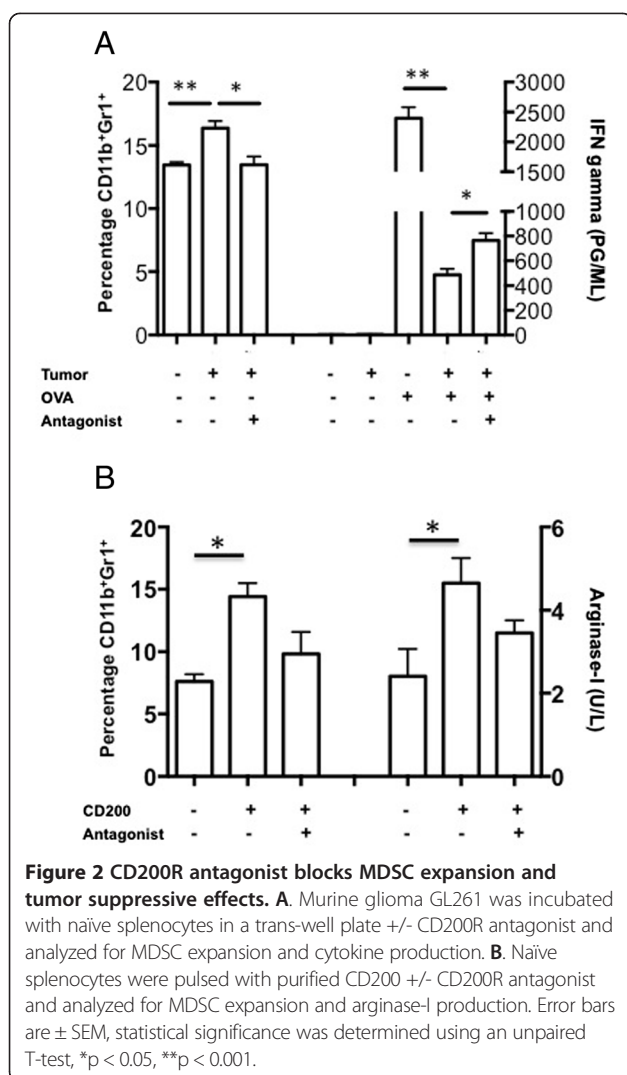 A
** * **
20 3000
2500
15 2000
1500
10 1000
* 800
5 600
400
200
0 0
Percentage CD11b⁺Gr1⁺
IFN gamma (PG/ML)
Tumor - + + - + - + +
OVA - - - - - + + +
Antagonist - - + - - - - +
B
* *
20 6
15 4
10
5 2
0 0
Percentage CD11b⁺Gr1⁺
Arginase-I (U/L)
CD200 - + + - + +
Antagonist - - + - - +
Figure 2 CD200R antagonist blocks MDSC expansion and
tumor suppressive effects. A. Murine glioma GL261 was incubated
with naïve splenocytes in a trans-well plate +/- CD200R antagonist and
analyzed for MDSC expansion and cytokine production. B. Naïve
splenocytes were pulsed with purified CD200 +/- CD200R antagonist
and analyzed for MDSC expansion and arginase-I production. Error bars
are ± SEM, statistical significance was determined using an unpaired
T-test, *p < 0.05, **p < 0.001.